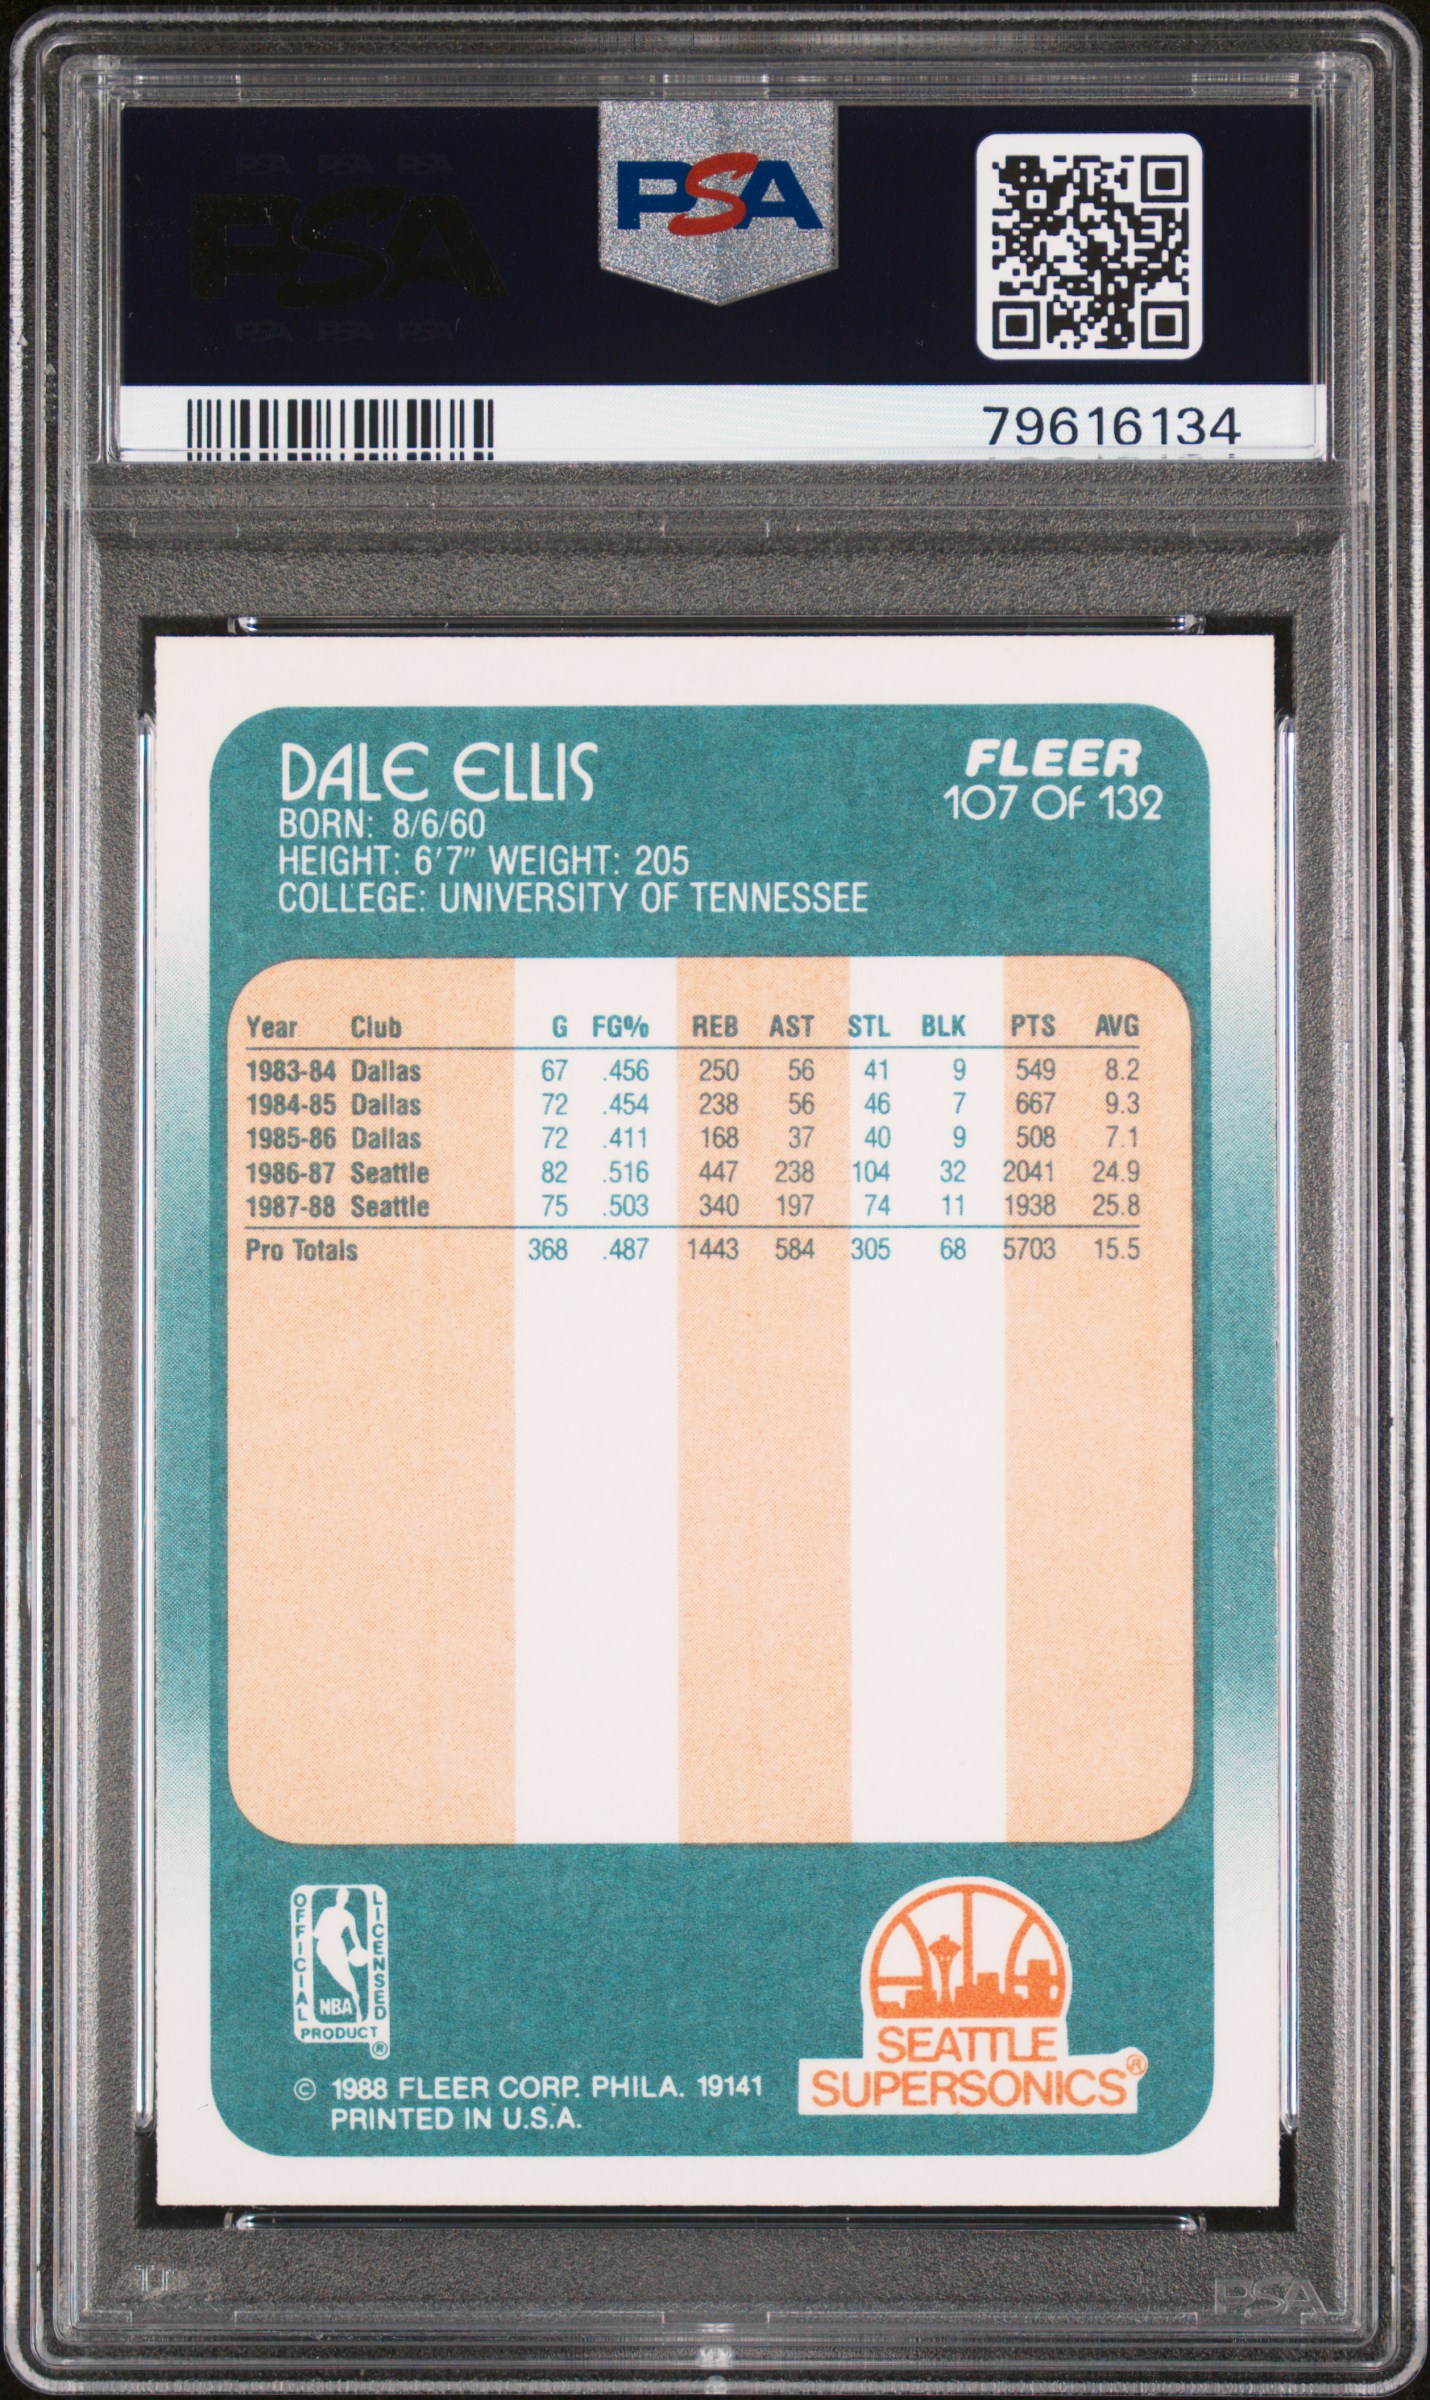 PSA PSA PSA
PSA
PSA PSA PSA
PSA
79616134
DALE ELLIS
FLEER
107 OF 132
BORN: 8/6/60
HEIGHT: 6'7" WEIGHT: 205
COLLEGE: UNIVERSITY OF TENNESSEE
Year Club G FG% REB AST STL BLK PTS AVG
1983-84 Dallas 67 .456 250 56 41 9 549 8.2
1984-85 Dallas 72 .454 238 56 46 7 667 9.3
1985-86 Dallas 72 .411 168 37 40 9 508 7.1
1986-87 Seattle 82 .516 447 238 104 32 2041 24.9
1987-88 Seattle 75 .503 340 197 74 11 1938 25.8
Pro Totals 368 .487 1443 584 305 68 5703 15.5
OFFICIAL LICENSED
NBA
PRODUCT
®
SEATTLE
SUPERSONICS®
© 1988 FLEER CORP. PHILA. 19141
PRINTED IN U.S.A.
PSA